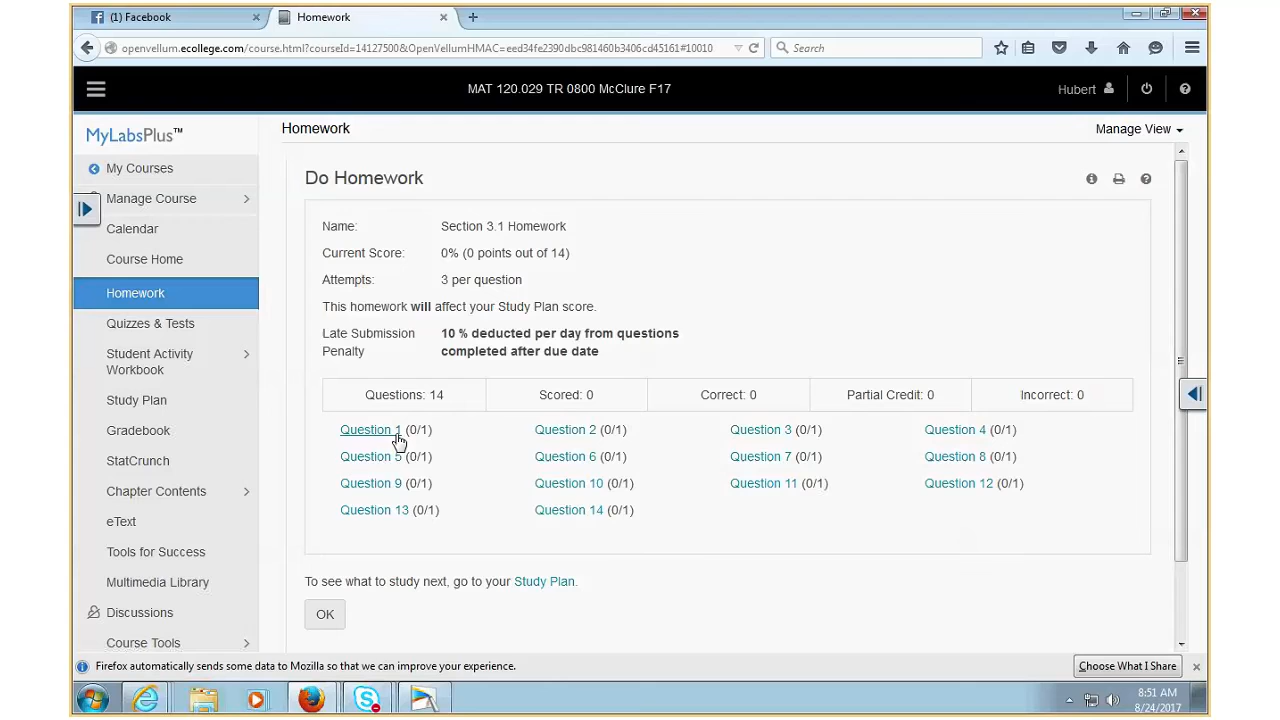 (1) Facebook
Homework
openvellum.ecollege.com/course.html?courseId=14127500&OpenVellumHMAC=eed34fe2390dbc981460b3406cd45161#10010
Search
MAT 120.029 TR 0800 McClure F17
Hubert
MyLabsPlus™
Homework
Manage View
My Courses
Manage Course
Calendar
Course Home
Homework
Quizzes & Tests
Student Activity
Workbook
Study Plan
Gradebook
StatCrunch
Chapter Contents
eText
Tools for Success
Multimedia Library
Discussions
Course Tools
Do Homework
Name: Section 3.1 Homework
Current Score: 0% (0 points out of 14)
Attempts: 3 per question
This homework will affect your Study Plan score.
Late Submission 10 % deducted per day from questions
Penalty completed after due date
Questions: 14 Scored: 0 Correct: 0 Partial Credit: 0 Incorrect: 0
Question 1 (0/1) Question 2 (0/1) Question 3 (0/1) Question 4 (0/1)
Question 5 (0/1) Question 6 (0/1) Question 7 (0/1) Question 8 (0/1)
Question 9 (0/1) Question 10 (0/1) Question 11 (0/1) Question 12 (0/1)
Question 13 (0/1) Question 14 (0/1)
To see what to study next, go to your Study Plan.
OK
Firefox automatically sends some data to Mozilla so that we can improve your experience.
Choose What I Share
8:51 AM
8/24/2017